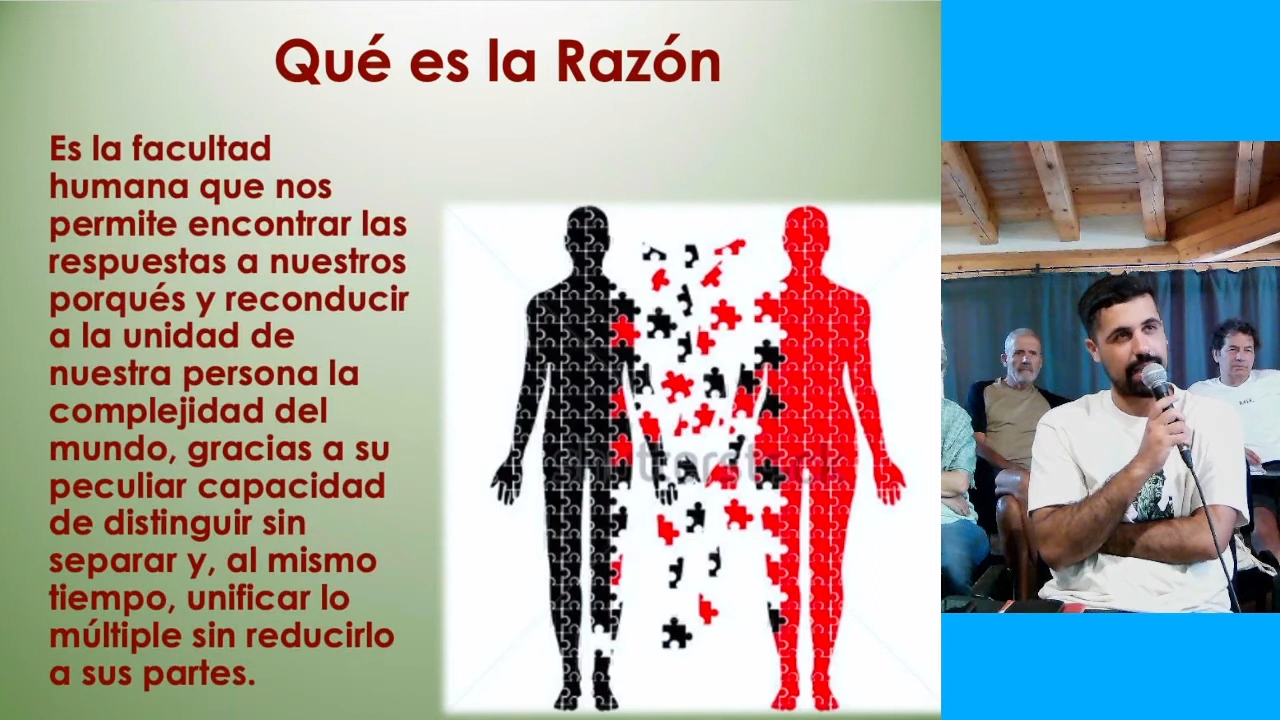 Qué es la Razón
Es la facultad
humana que nos
permite encontrar las
respuestas a nuestros
porqués y reconducir
a la unidad de
nuestra persona la
complejidad del
mundo, gracias a su
peculiar capacidad
de distinguir sin
separar y, al mismo
tiempo, unificar lo
múltiple sin reducirlo
a sus partes.